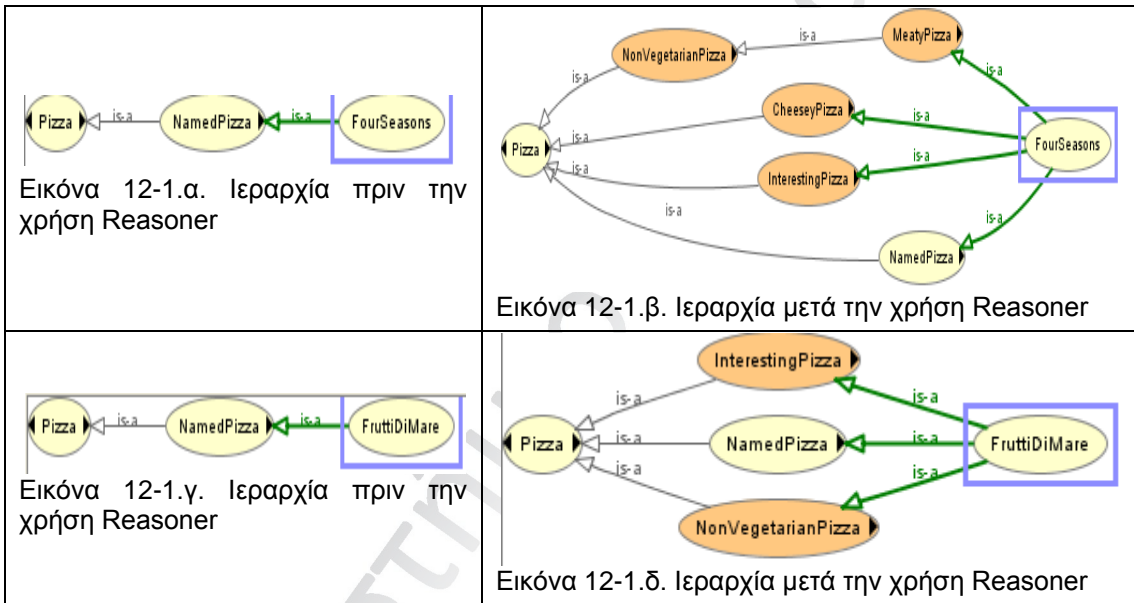 Pizza
is-a
NamedPizza
is-a
FourSeasons
Εικόνα 12-1.α. Ιεραρχία πριν την
χρήση Reasoner
MeatyPizza
is-a
NonVegetarianPizza
is-a
is-a
CheeseyPizza
is-a
is-a
FourSeasons
Pizza
is-a
InterestingPizza
is-a
is-a
is-a
NamedPizza
Εικόνα 12-1.β. Ιεραρχία μετά την χρήση Reasoner
Pizza
is-a
NamedPizza
is-a
FruttiDiMare
Εικόνα 12-1.γ. Ιεραρχία πριν την
χρήση Reasoner
InterestingPizza
is-a
is-a
Pizza
is-a
NamedPizza
is-a
FruttiDiMare
is-a
is-a
NonVegetarianPizza
Εικόνα 12-1.δ. Ιεραρχία μετά την χρήση Reasoner